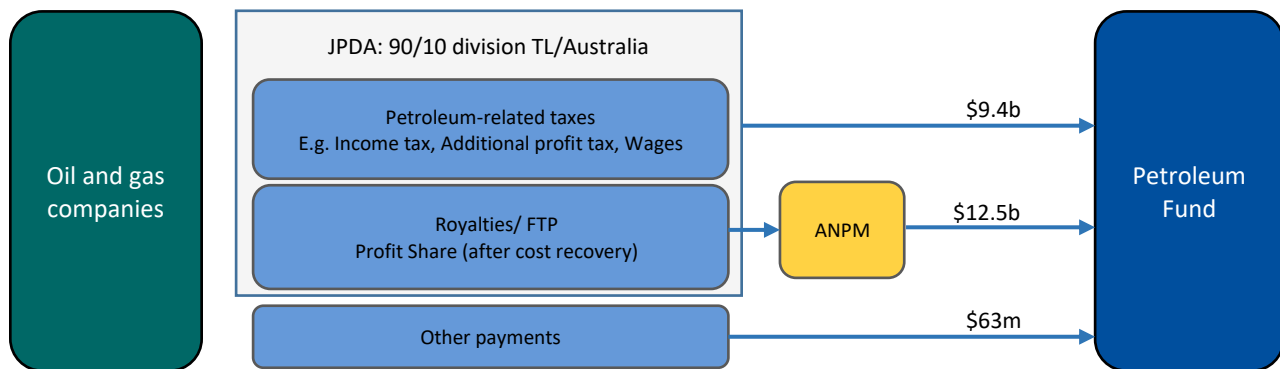 Oil and gas
companies
JPDA: 90/10 division TL/Australia
Petroleum-related taxes
E.g. Income tax, Additional profit tax, Wages
Royalties/ FTP
Profit Share (after cost recovery)
Other payments
ANPM
$9.4b
$12.5b
$63m
Petroleum
Fund